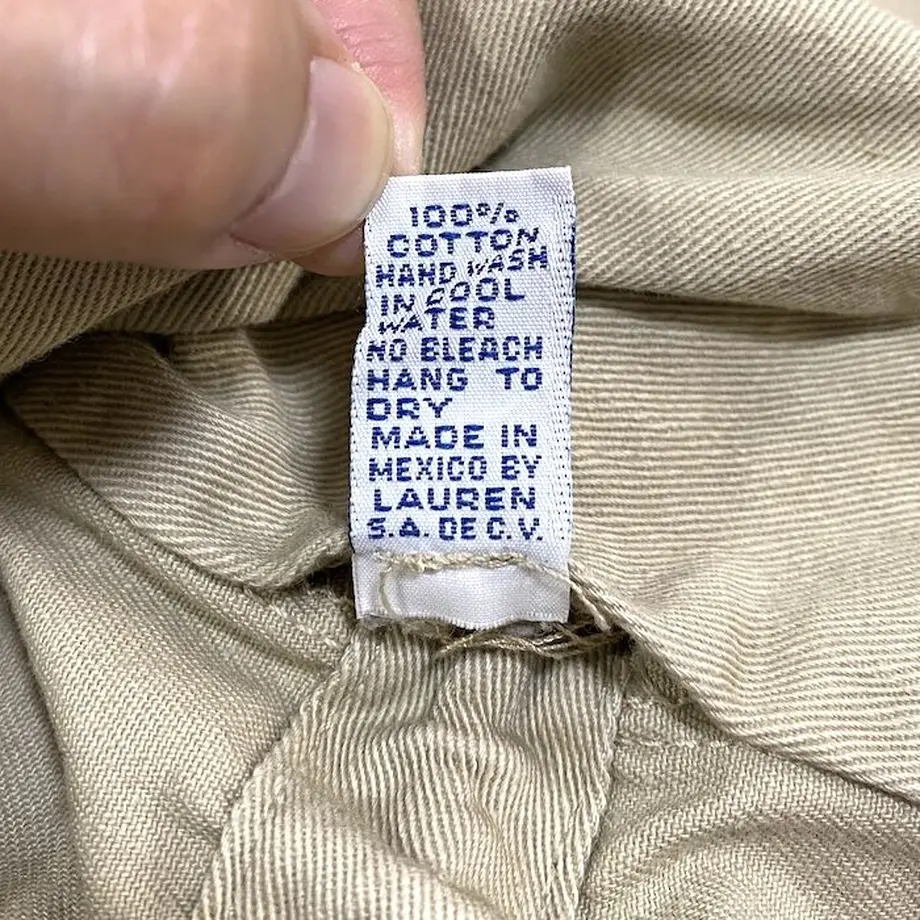 100%
COTTON
HAND WASH
IN COOL
WATER
NO BLEACH
HANG TO
DRY
MADE IN
MEXICO BY
LAUREN
S.A. DE C.V.